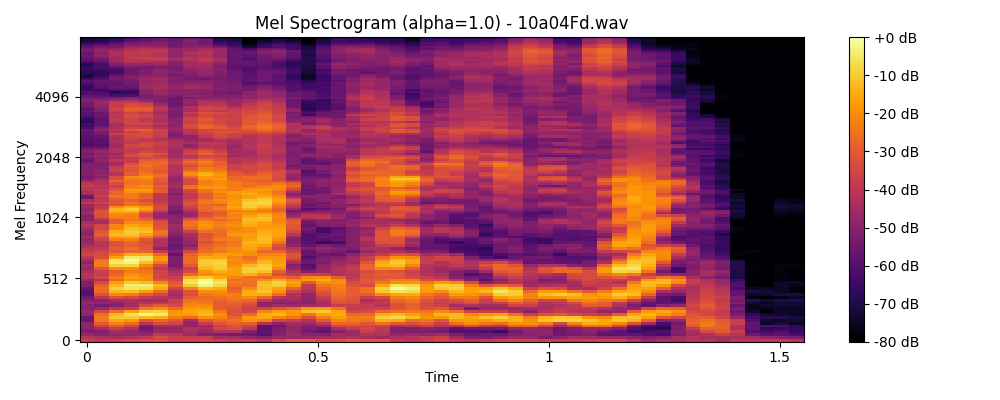 Mel Spectrogram (alpha=1.0) - 10a04Fd.wav
Mel Frequency
4096
2048
1024
512
0
0
0.5
1
1.5
Time
+0 dB
-10 dB
-20 dB
-30 dB
-40 dB
-50 dB
-60 dB
-70 dB
-80 dB